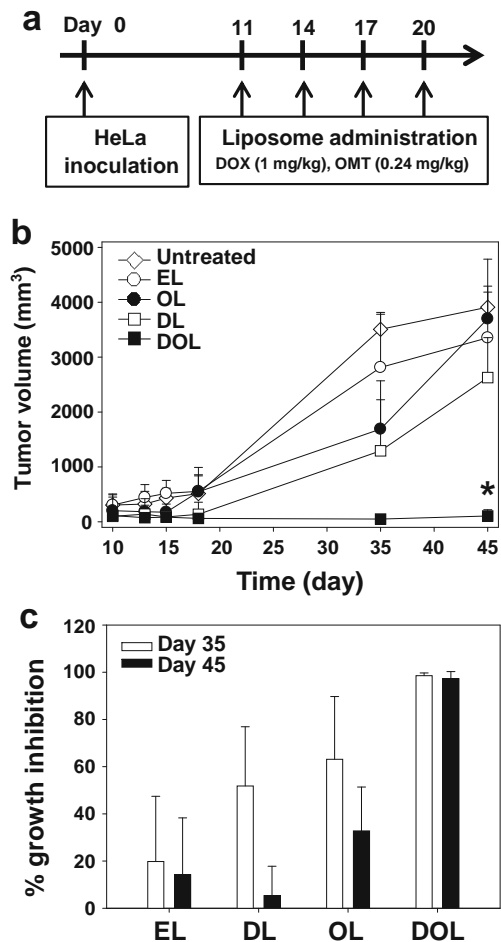 a
Day 0 11 14 17 20
HeLa
inoculation
Liposome administration
DOX (1 mg/kg), OMT (0.24 mg/kg)
b
Tumor volume (mm³)
5000
4000
3000
2000
1000
0
Untreated
EL
OL
DL
DOL
*
10 15 20 25 30 35 40 45
Time (day)
c
% growth inhibition
120
100
80
60
40
20
0
Day 35
Day 45
EL DL OL DOL